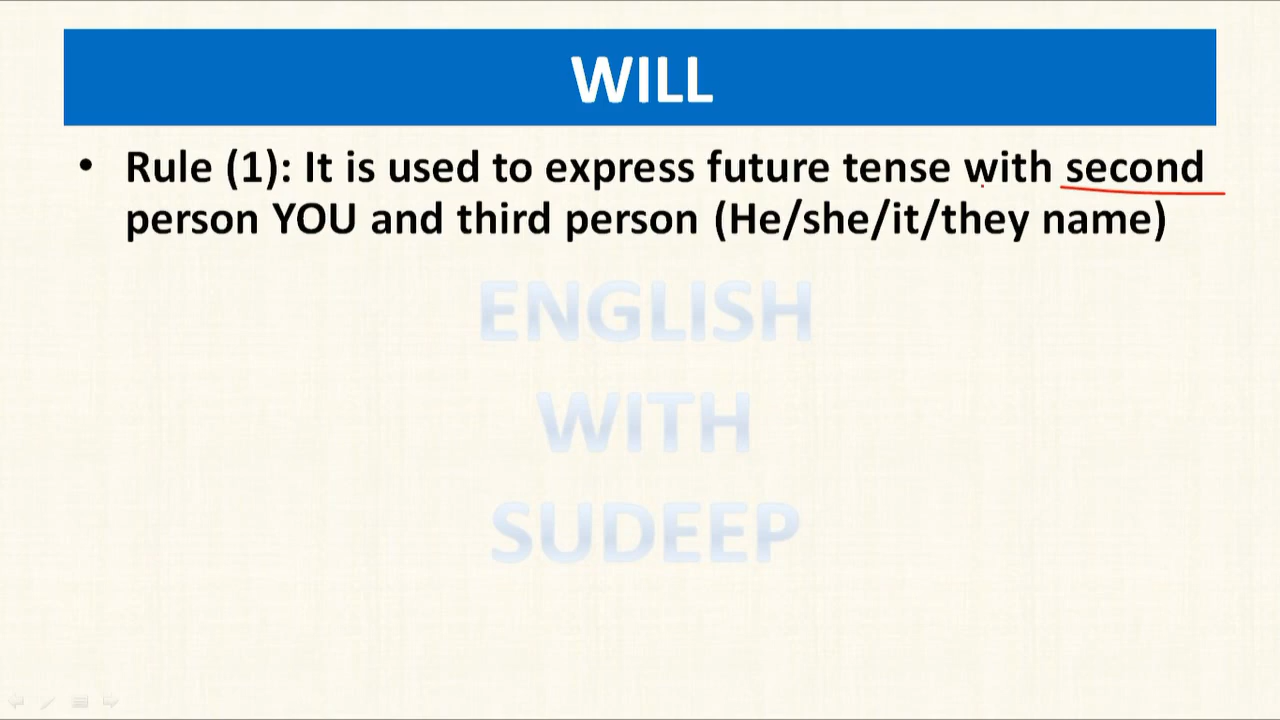 WILL
• Rule (1): It is used to express future tense with second
person YOU and third person (He/she/it/they name)
ENGLISH
WITH
SUDEEP